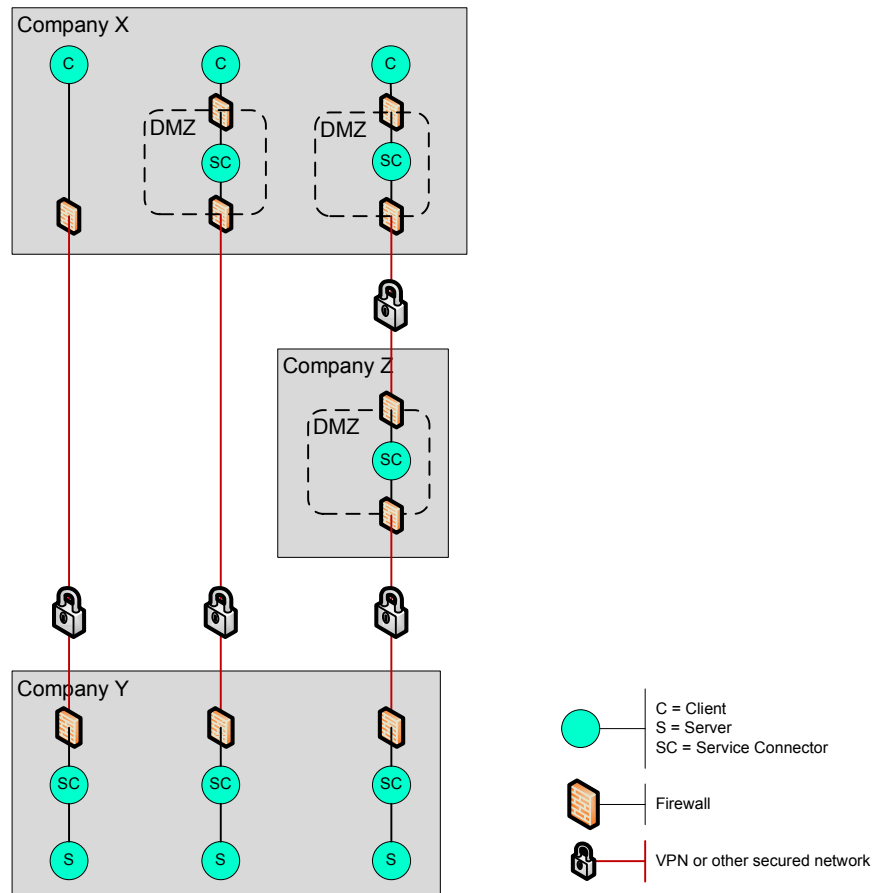 Company X
C
C
C
DMZ
DMZ
SC
SC
Company Z
DMZ
SC
Company Y
SC
SC
SC
S
S
S
C = Client
S = Server
SC = Service Connector
Firewall
VPN or other secured network